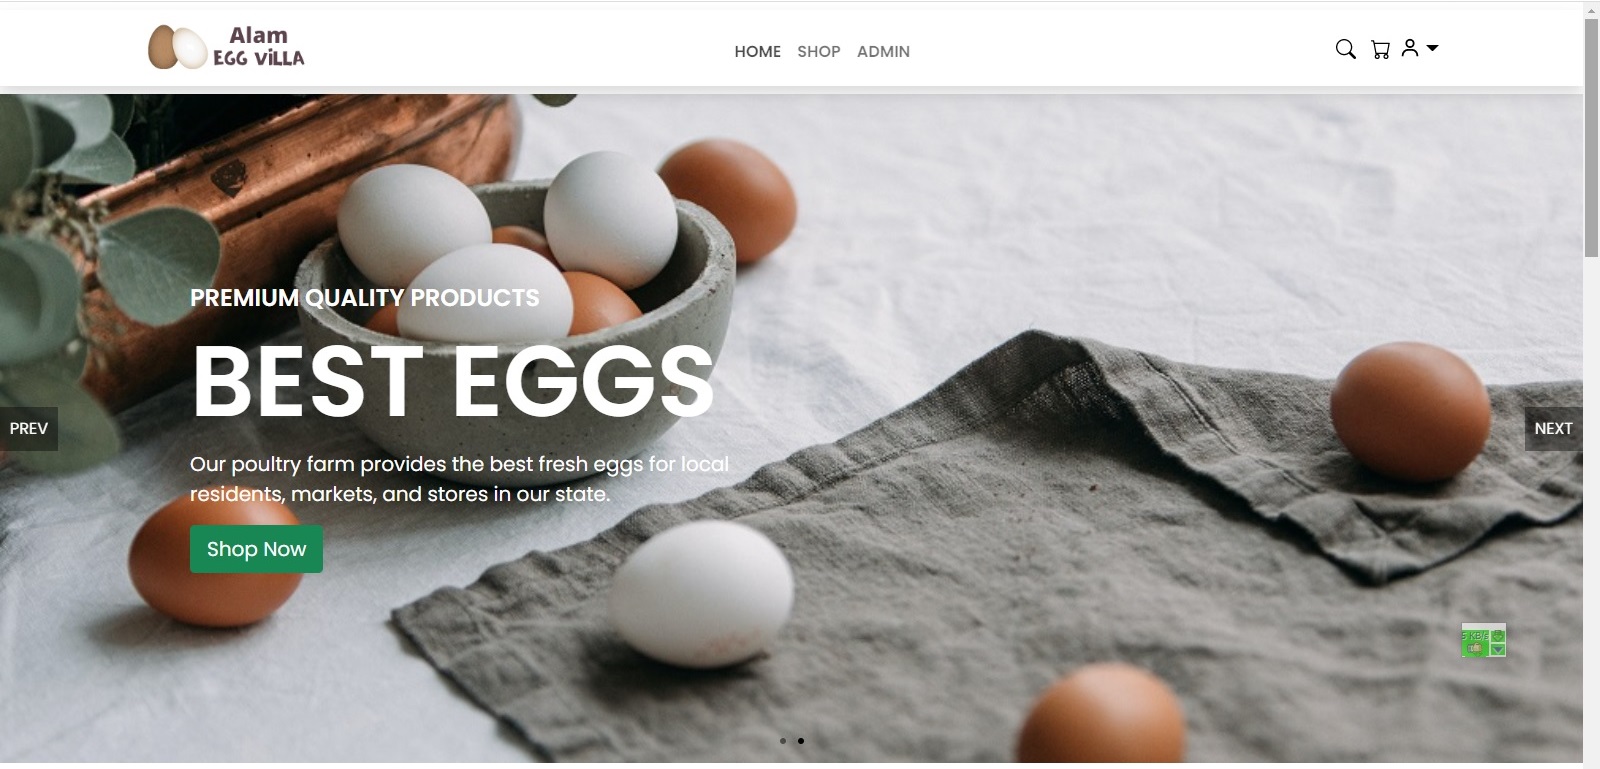 Alam
EGG ViLLA
HOME SHOP ADMIN
PREMIUM QUALITY PRODUCTS
BEST EGGS
PREV
NEXT
Our poultry farm provides the best fresh eggs for local
residents, markets, and stores in our state.
Shop Now